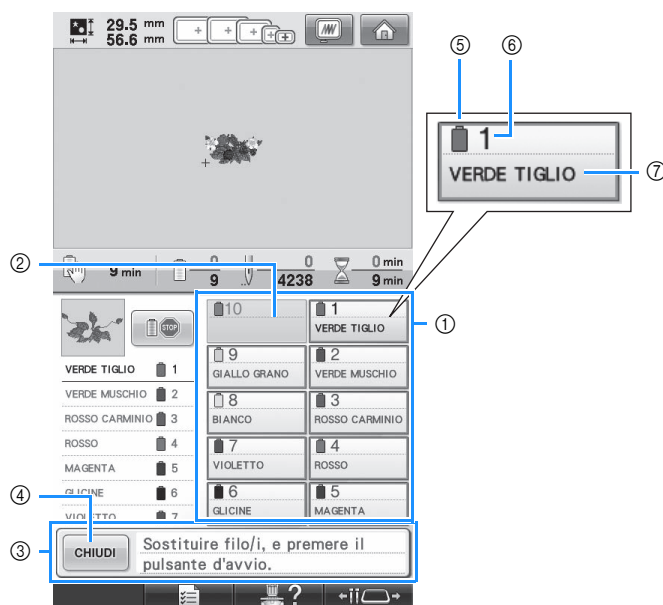 29.5 mm
56.6 mm
⑤ ⑥
1
VERDE TIGLIO
⑦
②
9 min
0
9
0
4238
0 min
9 min
10
1
VERDE TIGLIO
①
STOP
9
GIALLO GRANO
2
VERDE MUSCHIO
VERDE TIGLIO 1
VERDE MUSCHIO 2
ROSSO CARMINIO 3
ROSSO 4
MAGENTA 5
GLICINE 6
VIOLETTO 7
8
BIANCO
3
ROSSO CARMINIO
7
VIOLETTO
4
ROSSO
6
GLICINE
5
MAGENTA
④
③
CHIUDI
Sostituire filo/i, e premere il
pulsante d'avvio.
?